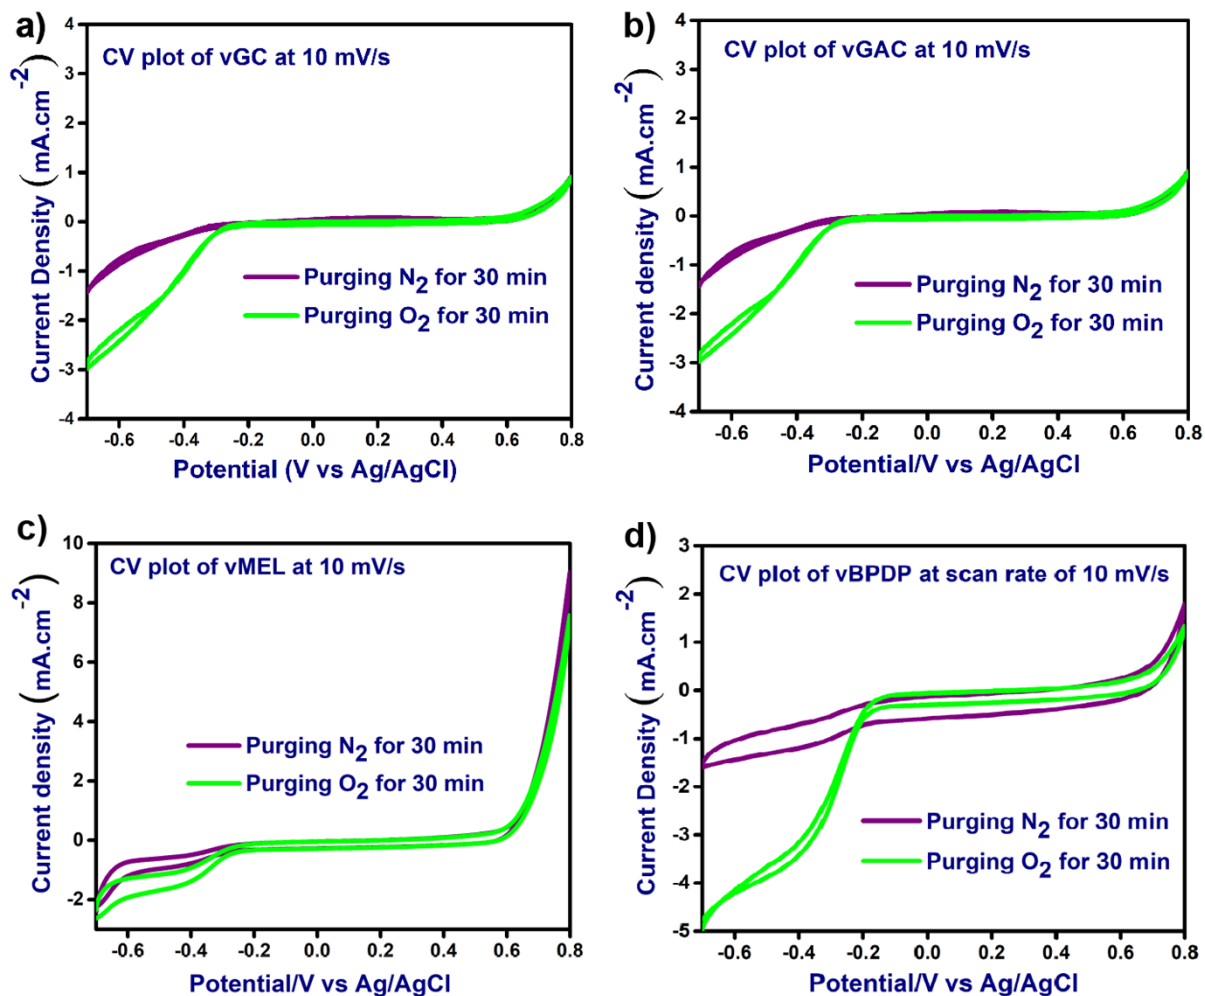 a)
CV plot of vGC at 10 mV/s
Current Density (mA.cm-2)
4
3
2
1
0
-1
-2
-3
-4
Purging N2 for 30 min
Purging O2 for 30 min
-0.6 -0.4 -0.2 0.0 0.2 0.4 0.6 0.8
Potential (V vs Ag/AgCl)
b)
CV plot of vGAC at 10 mV/s
Current density (mA.cm-2)
4
3
2
1
0
-1
-2
-3
-4
Purging N2 for 30 min
Purging O2 for 30 min
-0.6 -0.4 -0.2 0.0 0.2 0.4 0.6 0.8
Potential/V vs Ag/AgCl
c)
CV plot of vMEL at 10 mV/s
Current density (mA.cm-2)
10
8
6
4
2
0
-2
Purging N2 for 30 min
Purging O2 for 30 min
-0.6 -0.4 -0.2 0.0 0.2 0.4 0.6 0.8
Potential/V vs Ag/AgCl
d)
CV plot of vBPDP at scan rate of 10 mV/s
Current Density (mA.cm-2)
3
2
1
0
-1
-2
-3
-4
-5
Purging N2 for 30 min
Purging O2 for 30 min
-0.6 -0.4 -0.2 0.0 0.2 0.4 0.6 0.8
Potential/V vs Ag/AgCl